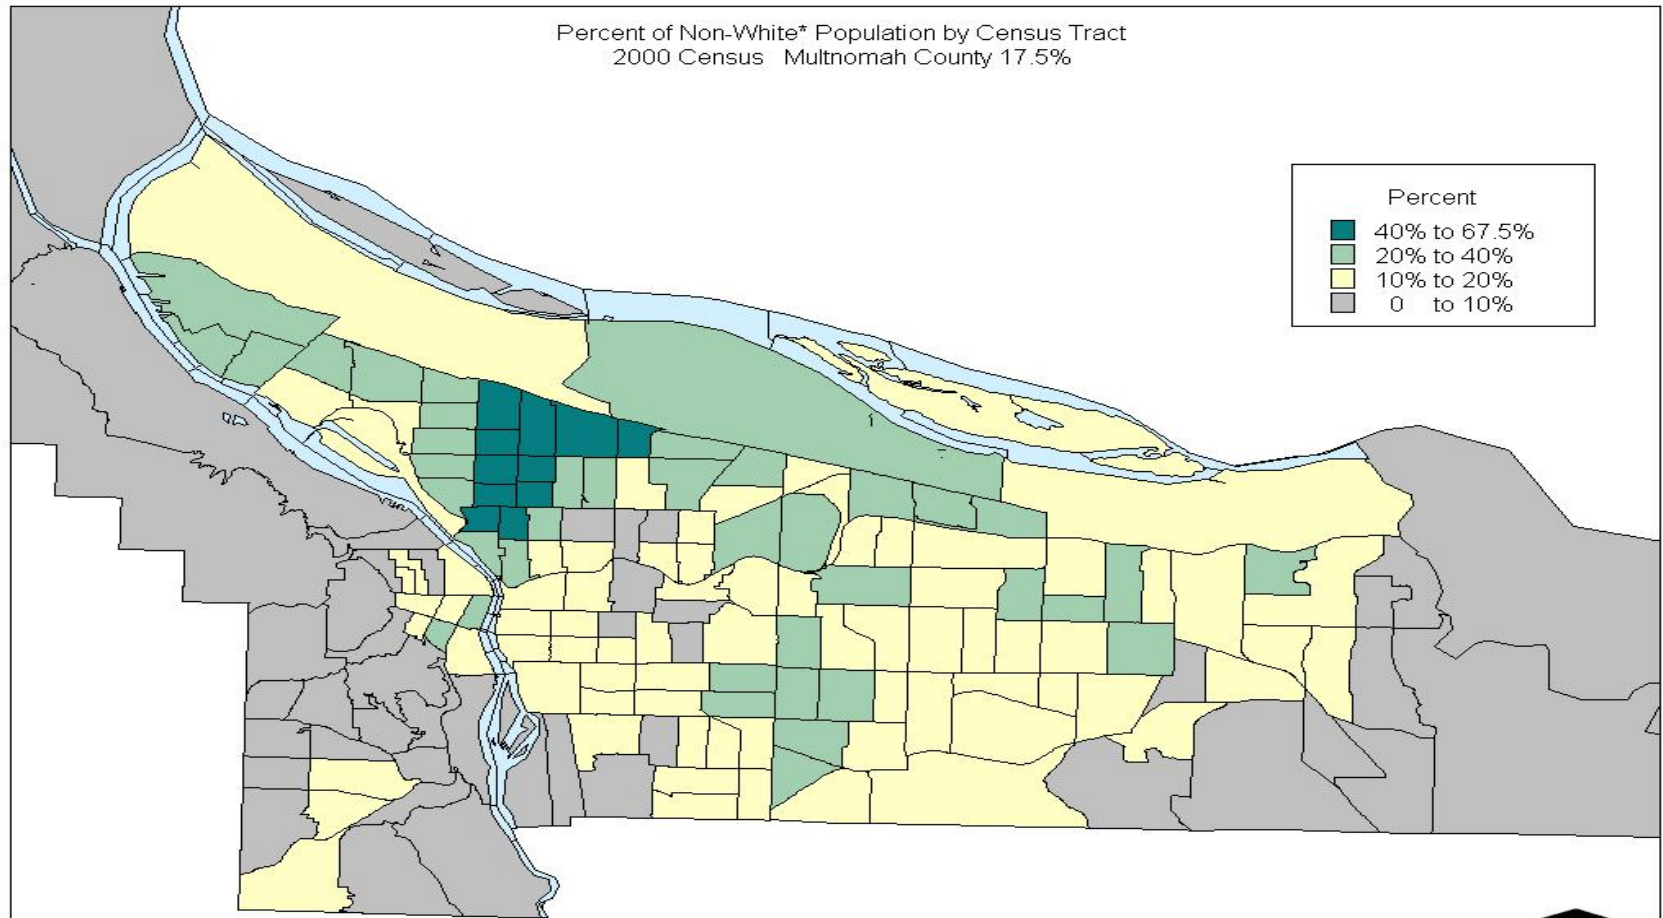 Percent of Non-White* Population by Census Tract
2000 Census   Multnomah County 17.5%
Percent
40% to 67.5%
20% to 40%
10% to 20%
0    to 10%